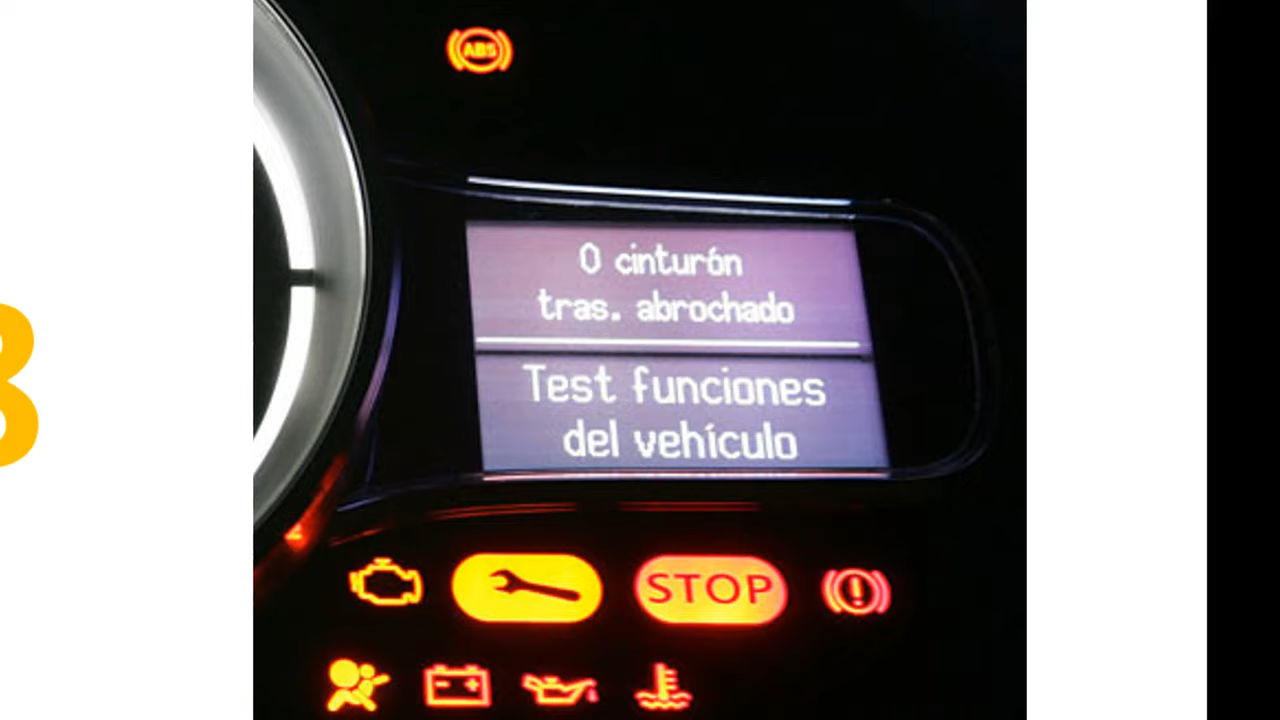 ABS
0 cinturón
tras. abrochado
Test funciones
del vehículo
STOP